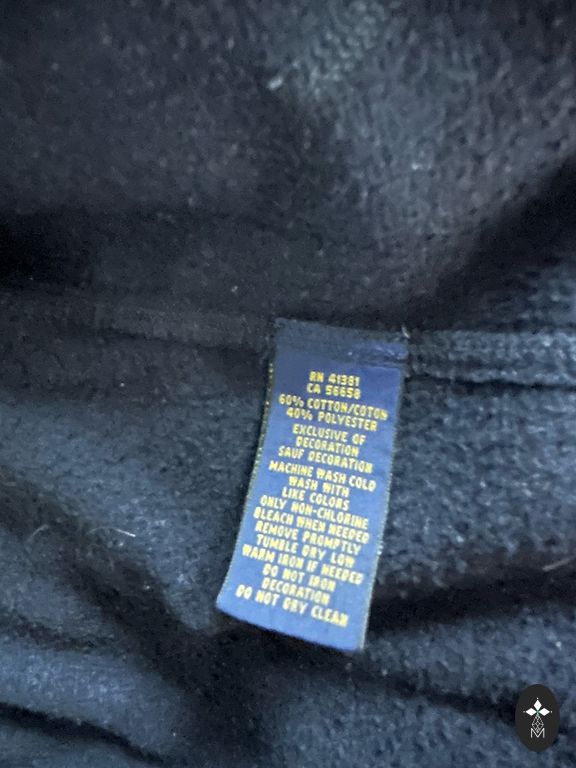 RN 41381
CA 56658
60% COTTON/COTON
40% POLYESTER
EXCLUSIVE OF
DECORATION
SAUF DECORATION
MACHINE WASH COLD
WASH WITH
LIKE COLORS
ONLY NON-CHLORINE
BLEACH WHEN NEEDED
REMOVE PROMPTLY
TUMBLE DRY LOW
WARM IRON IF NEEDED
DO NOT IRON
DECORATION
DO NOT DRY CLEAN
M